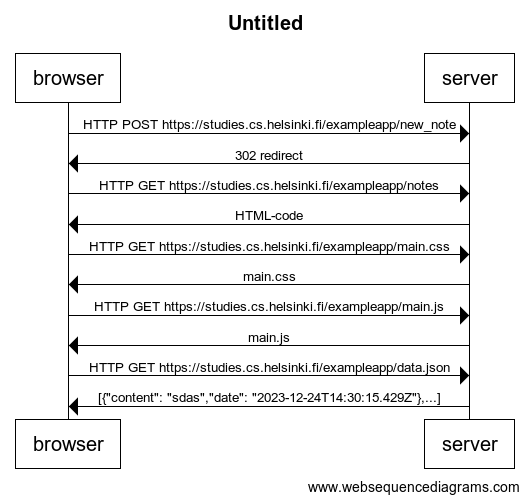 Untitled
browser
server
HTTP POST https://studies.cs.helsinki.fi/exampleapp/new_note
302 redirect
HTTP GET https://studies.cs.helsinki.fi/exampleapp/notes
HTML-code
HTTP GET https://studies.cs.helsinki.fi/exampleapp/main.css
main.css
HTTP GET https://studies.cs.helsinki.fi/exampleapp/main.js
main.js
HTTP GET https://studies.cs.helsinki.fi/exampleapp/data.json
[{"content": "sdas","date": "2023-12-24T14:30:15.429Z"},...]
browser
server
www.websequencediagrams.com